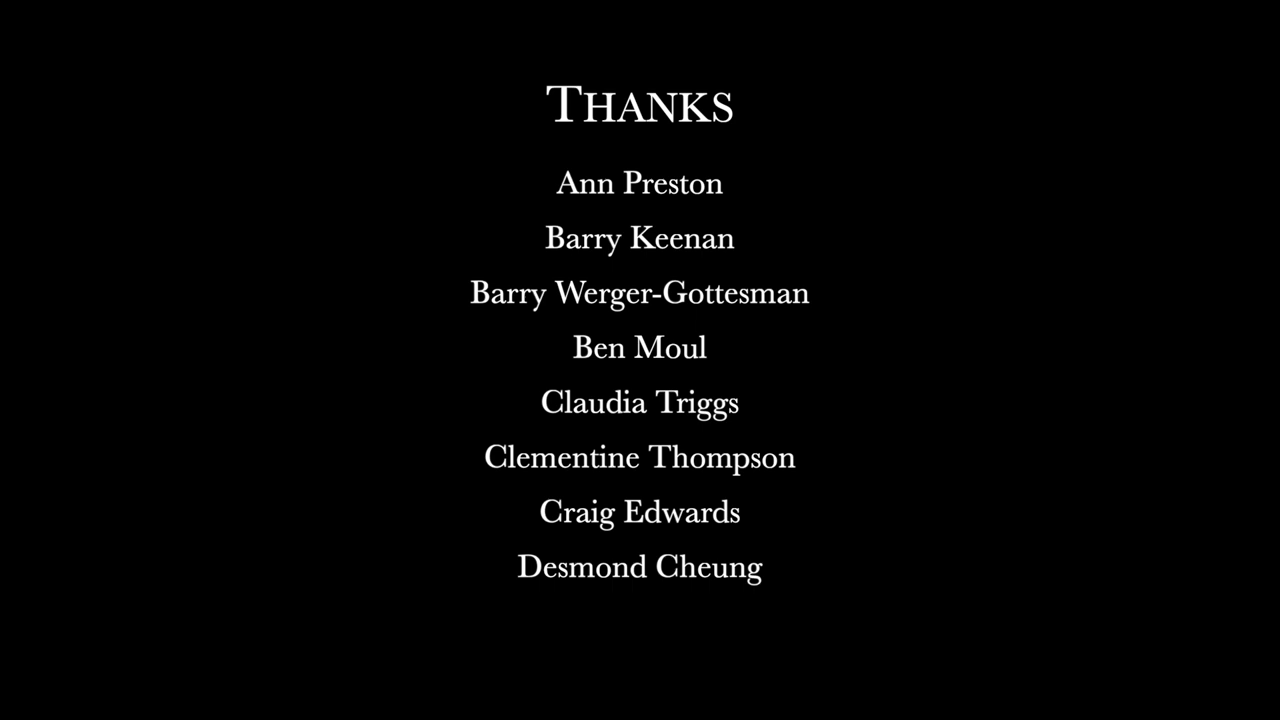 THANKS
Ann Preston
Barry Keenan
Barry Werger-Gottesman
Ben Moul
Claudia Triggs
Clementine Thompson
Craig Edwards
Desmond Cheung